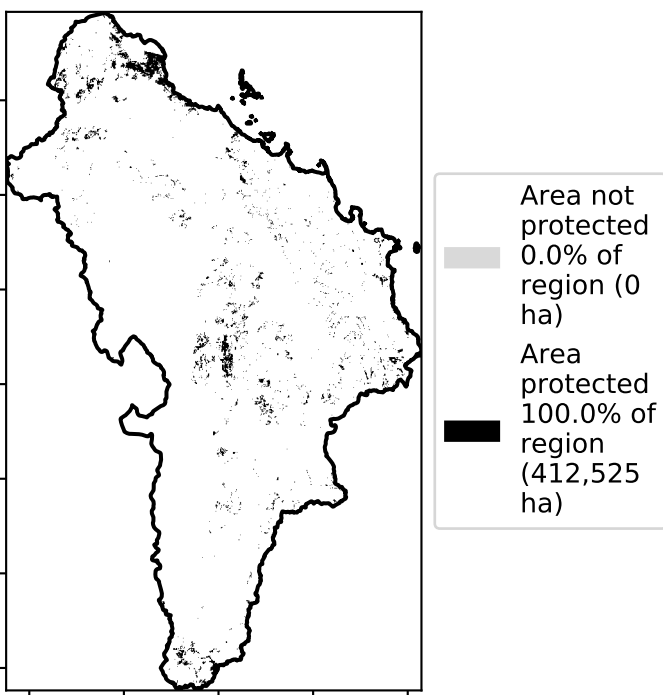 Area not
protected
0.0% of
region (0
ha)
Area
protected
100.0% of
region
(412,525
ha)